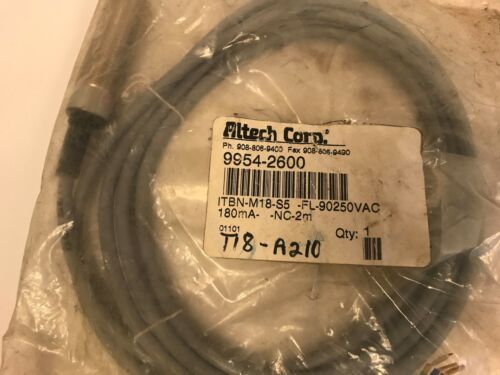 Altech Corp.
Ph. 908-806-9400 Fax 908-806-9490
9954-2600
ITBN-M18-S5 -FL-90250VAC
180mA- -NC-2m
01101
T18-A210
Qty: 1